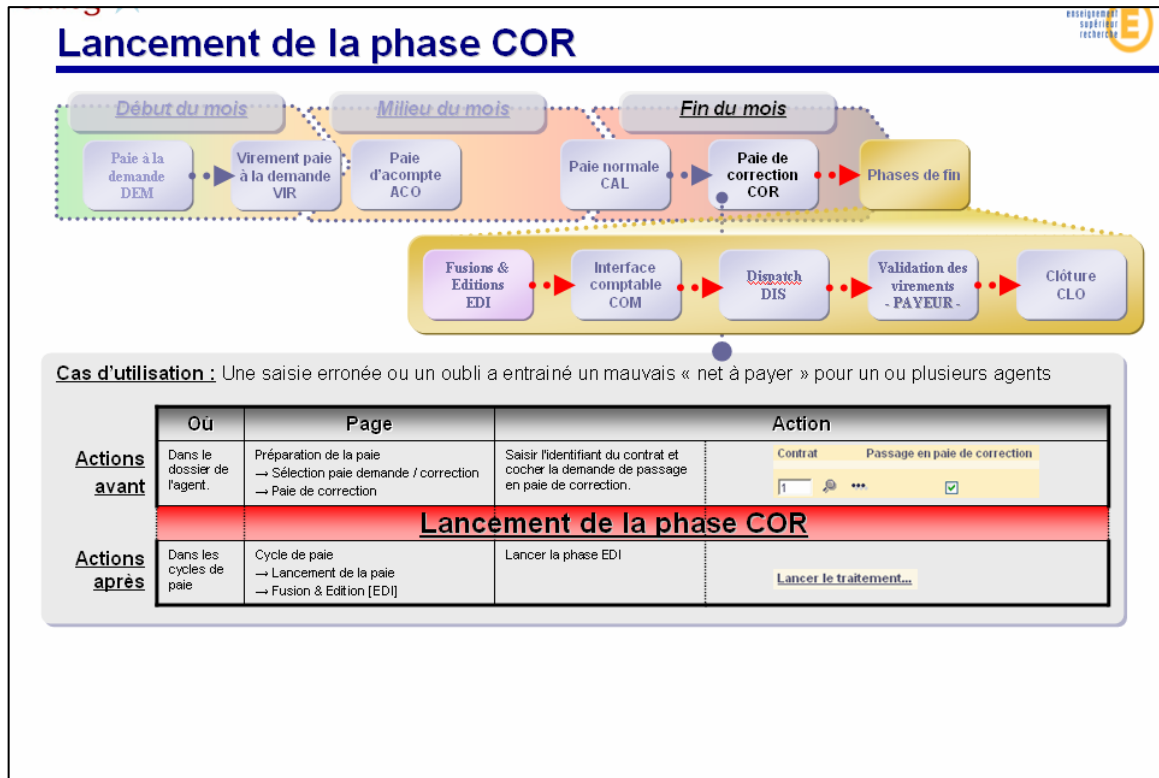 enseignement
supérieur
recherche
Lancement de la phase COR
Début du mois
Milieu du mois
Fin du mois
Paie à la
demande
DEM
Virement paie
à la demande
VIR
Paie
d'acompte
ACO
Paie normale
CAL
Paie de
correction
COR
Phases de fin
Fusions &
Editions
EDI
Interface
comptable
COM
Dispatch
DIS
Validation des
virements
- PAYEUR -
Clôture
CLO
Cas d'utilisation : Une saisie erronée ou un oubli a entrainé un mauvais « net à payer » pour un ou plusieurs agents
Où
Page
Action
Actions
avant
Dans le
dossier de
l'agent.
Préparation de la paie
→ Sélection paie demande / correction
→ Paie de correction
Saisir l'identifiant du contrat et
cocher la demande de passage
en paie de correction.
Contrat Passage en paie de correction
1
Lancement de la phase COR
Actions
après
Dans les
cycles de
paie
Cycle de paie
→ Lancement de la paie
→ Fusion & Edition [EDI]
Lancer la phase EDI
Lancer le traitement...